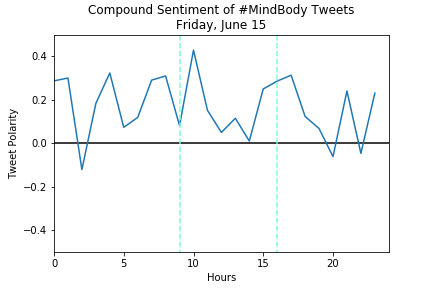 Compound Sentiment of #MindBody Tweets
Friday, June 15
Tweet Polarity
0.4
0.2
0.0
−0.2
−0.4
0
5
10
15
20
Hours